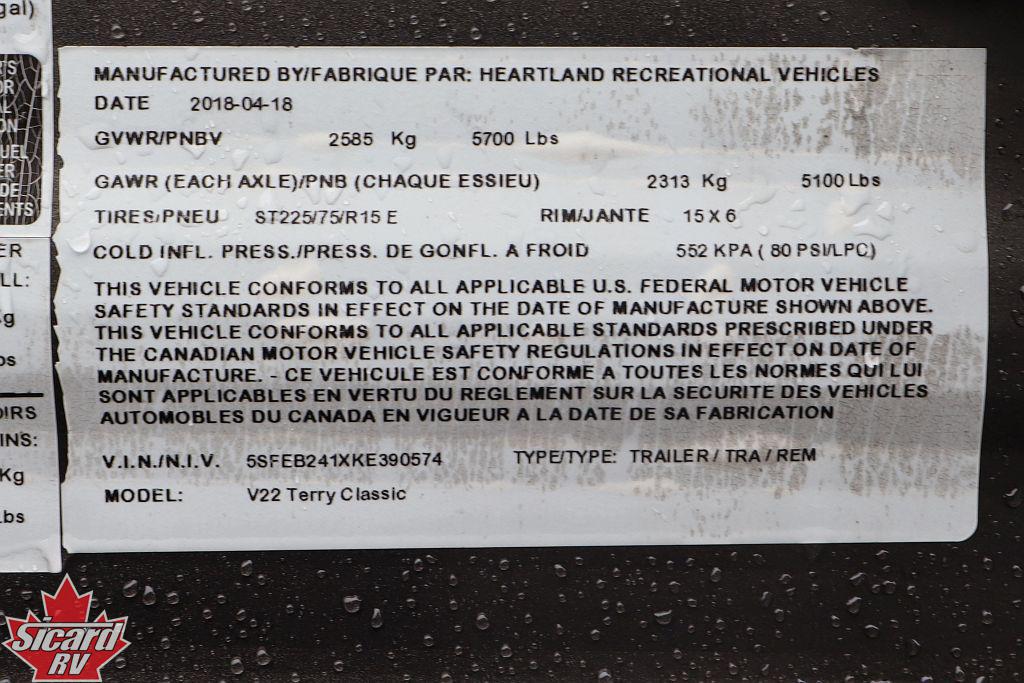 gal)
MANUFACTURED BY/FABRIQUE PAR: HEARTLAND RECREATIONAL VEHICLES
DATE 2018-04-18
GVWR/PNBV 2585 Kg 5700 Lbs
GAWR (EACH AXLE)/PNB (CHAQUE ESSIEU) 2313 Kg 5100 Lbs
TIRES/PNEU ST225/75/R15 E RIM/JANTE 15 X 6
COLD INFL. PRESS./PRESS. DE GONFL. A FROID 552 KPA ( 80 PSI/LPC)
THIS VEHICLE CONFORMS TO ALL APPLICABLE U.S. FEDERAL MOTOR VEHICLE
SAFETY STANDARDS IN EFFECT ON THE DATE OF MANUFACTURE SHOWN ABOVE.
THIS VEHICLE CONFORMS TO ALL APPLICABLE STANDARDS PRESCRIBED UNDER
THE CANADIAN MOTOR VEHICLE SAFETY REGULATIONS IN EFFECT ON DATE OF
MANUFACTURE. - CE VEHICULE EST CONFORME A TOUTES LES NORMES QUI LUI
SONT APPLICABLES EN VERTU DU REGLEMENT SUR LA SECURITE DES VEHICLES
AUTOMOBLES DU CANADA EN VIGUEUR A LA DATE DE SA FABRICATION
V.I.N./N.I.V. 5SFEB241XKE390574 TYPE/TYPE: TRAILER / TRA / REM
MODEL: V22 Terry Classic
Kg
Lbs
Sicard
RV